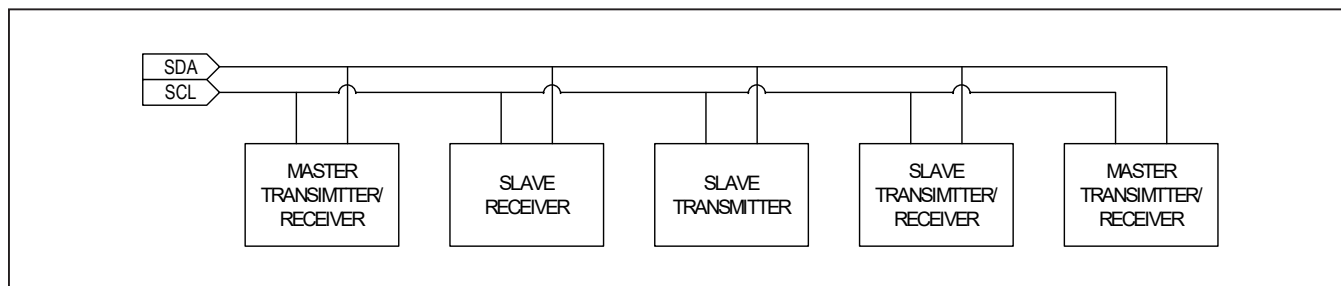 SDA
SCL
MASTER
TRANSIMTTER/
RECEIVER
SLAVE
RECEIVER
SLAVE
TRANSMITTER
SLAVE
TRANSIMTTER/
RECEIVER
MASTER
TRANSIMTTER/
RECEIVER